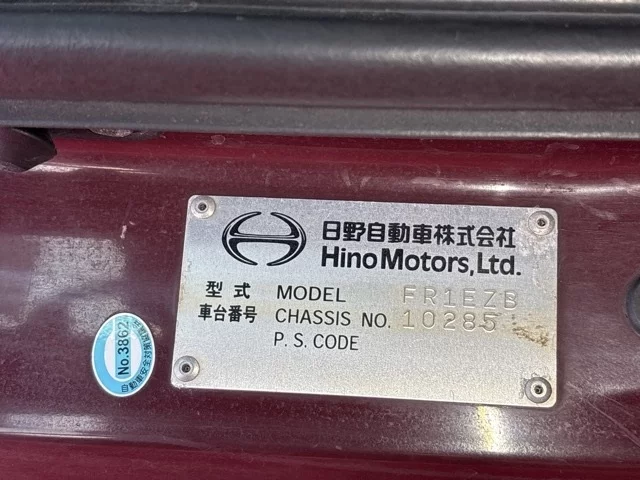 日野自動車株式会社
Hino Motors, Ltd.
型式 MODEL FR1EZB
車台番号 CHASSIS NO. 10285
P. S. CODE
No.3862